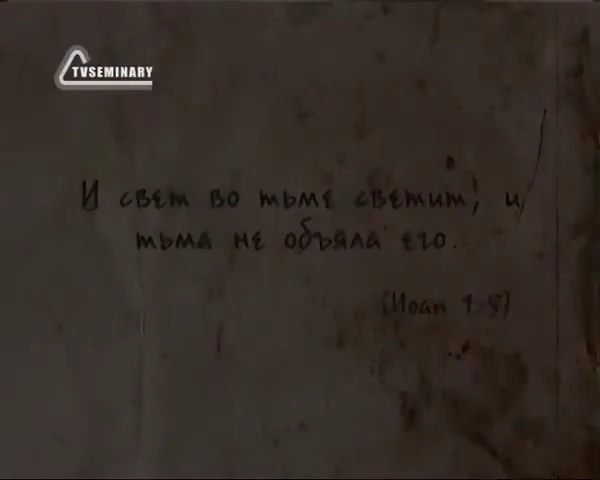 TVSEMINARY
И свет во тьме светит, и
тьма не объяла его.
(Иоан 1:5)